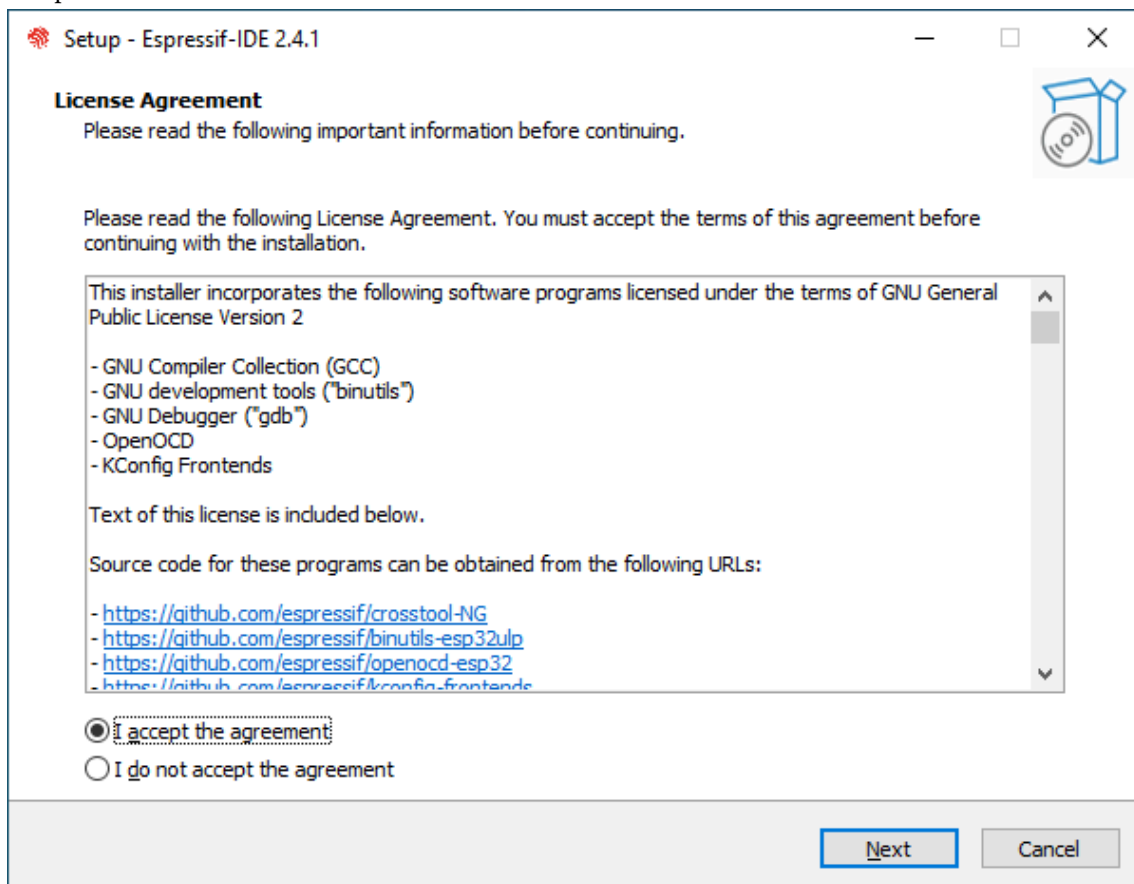 Setup - Espressif-IDE 2.4.1
License Agreement
Please read the following important information before continuing.
Please read the following License Agreement. You must accept the terms of this agreement before
continuing with the installation.
This installer incorporates the following software programs licensed under the terms of GNU General
Public License Version 2
- GNU Compiler Collection (GCC)
- GNU development tools ("binutils")
- GNU Debugger ("gdb")
- OpenOCD
- KConfig Frontends
Text of this license is included below.
Source code for these programs can be obtained from the following URLs:
- https://github.com/espressif/crosstool-NG
- https://github.com/espressif/binutils-esp32ulp
- https://github.com/espressif/openocd-esp32
- https://github.com/espressif/kconfig-frontends
I accept the agreement
I do not accept the agreement
Next
Cancel